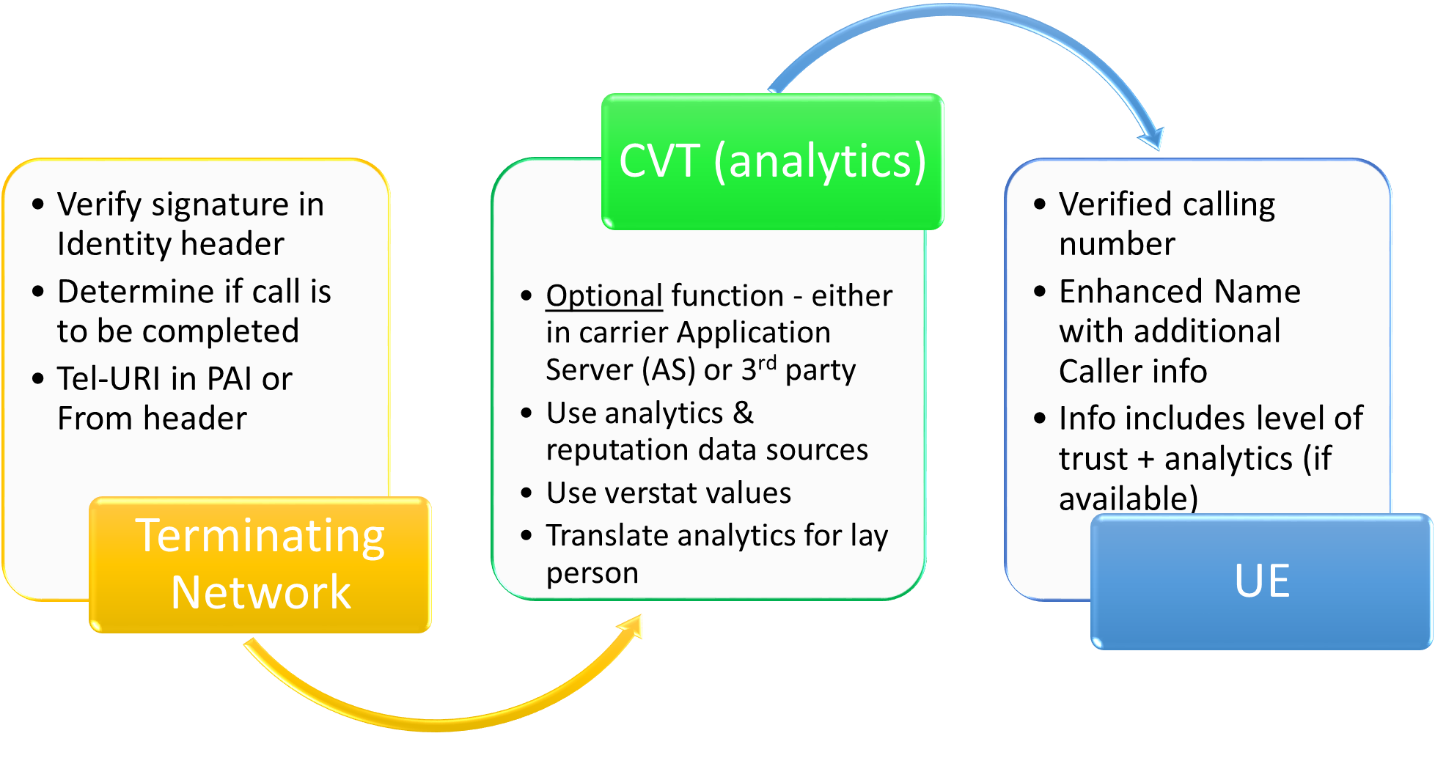 • Verify signature in
Identity header
• Determine if call is
to be completed
• Tel-URI in PAI or
From header
Terminating
Network
CVT (analytics)
• Optional function - either
in carrier Application
Server (AS) or 3rd party
• Use analytics &
reputation data sources
• Use verstat values
• Translate analytics for lay
person
• Verified calling
number
• Enhanced Name
with additional
Caller info
• Info includes level of
trust + analytics (if
available)
UE